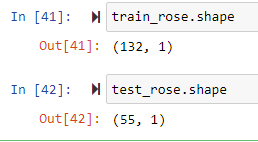 In [41]: train_rose.shape
Out[41]: (132, 1)
In [42]: test_rose.shape
Out[42]: (55, 1)